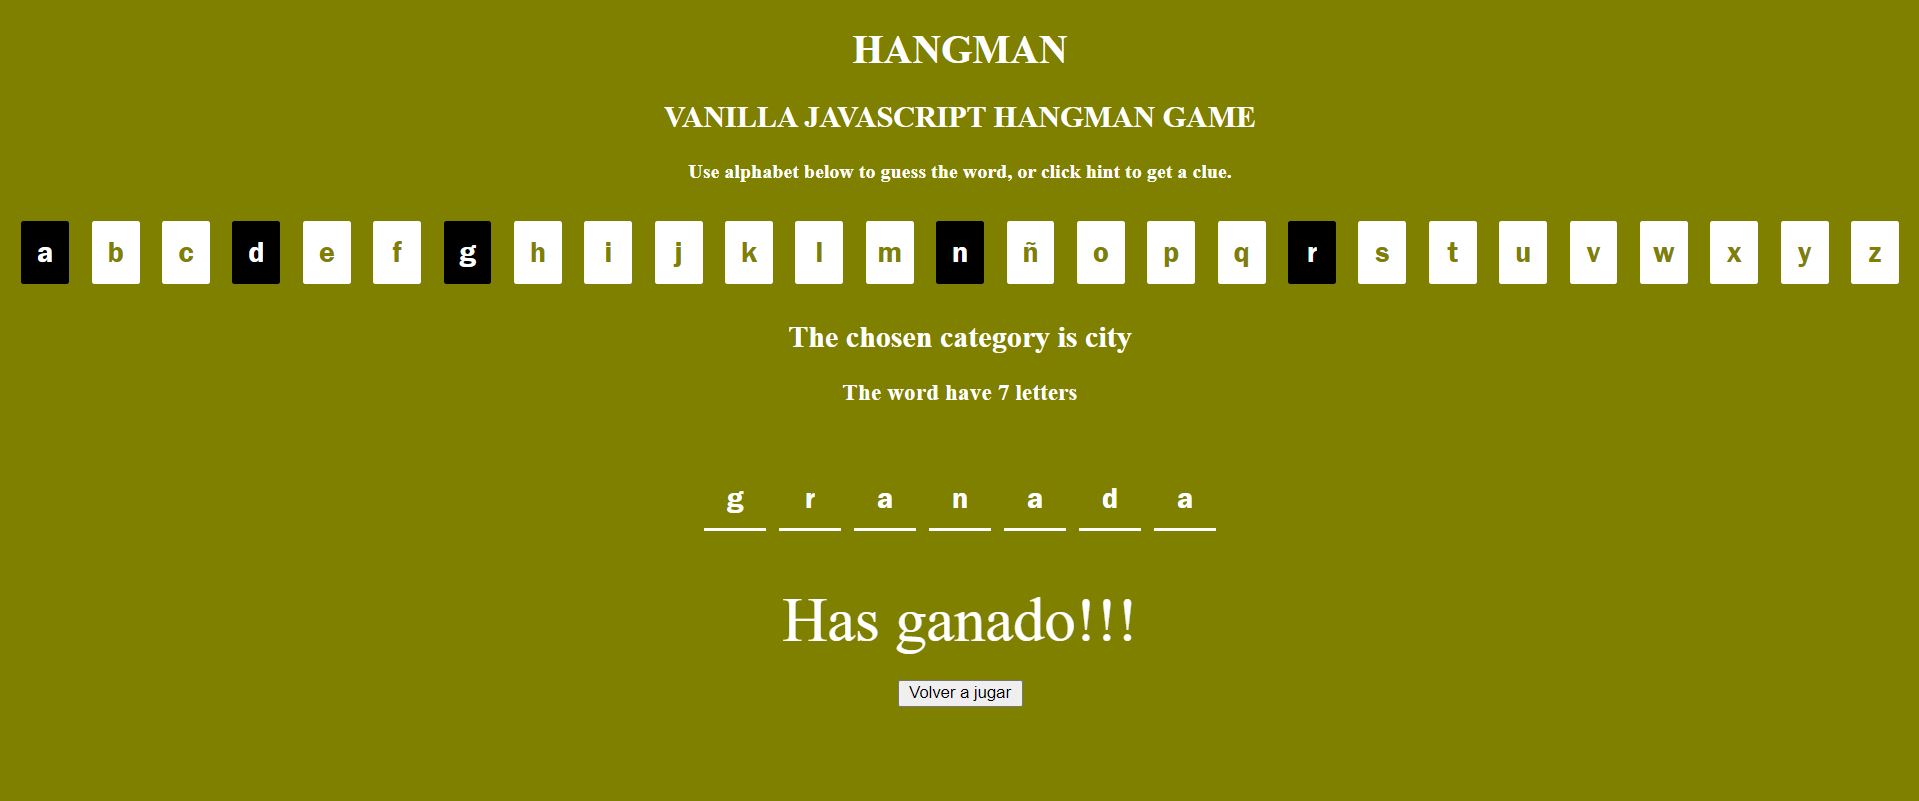 HANGMAN
VANILLA JAVASCRIPT HANGMAN GAME
Use alphabet below to guess the word, or click hint to get a clue.
a b c d e f g h i j k l m n ñ o p q r s t u v w x y z
The chosen category is city
The word have 7 letters
g r a n a d a
Has ganado!!!
Volver a jugar